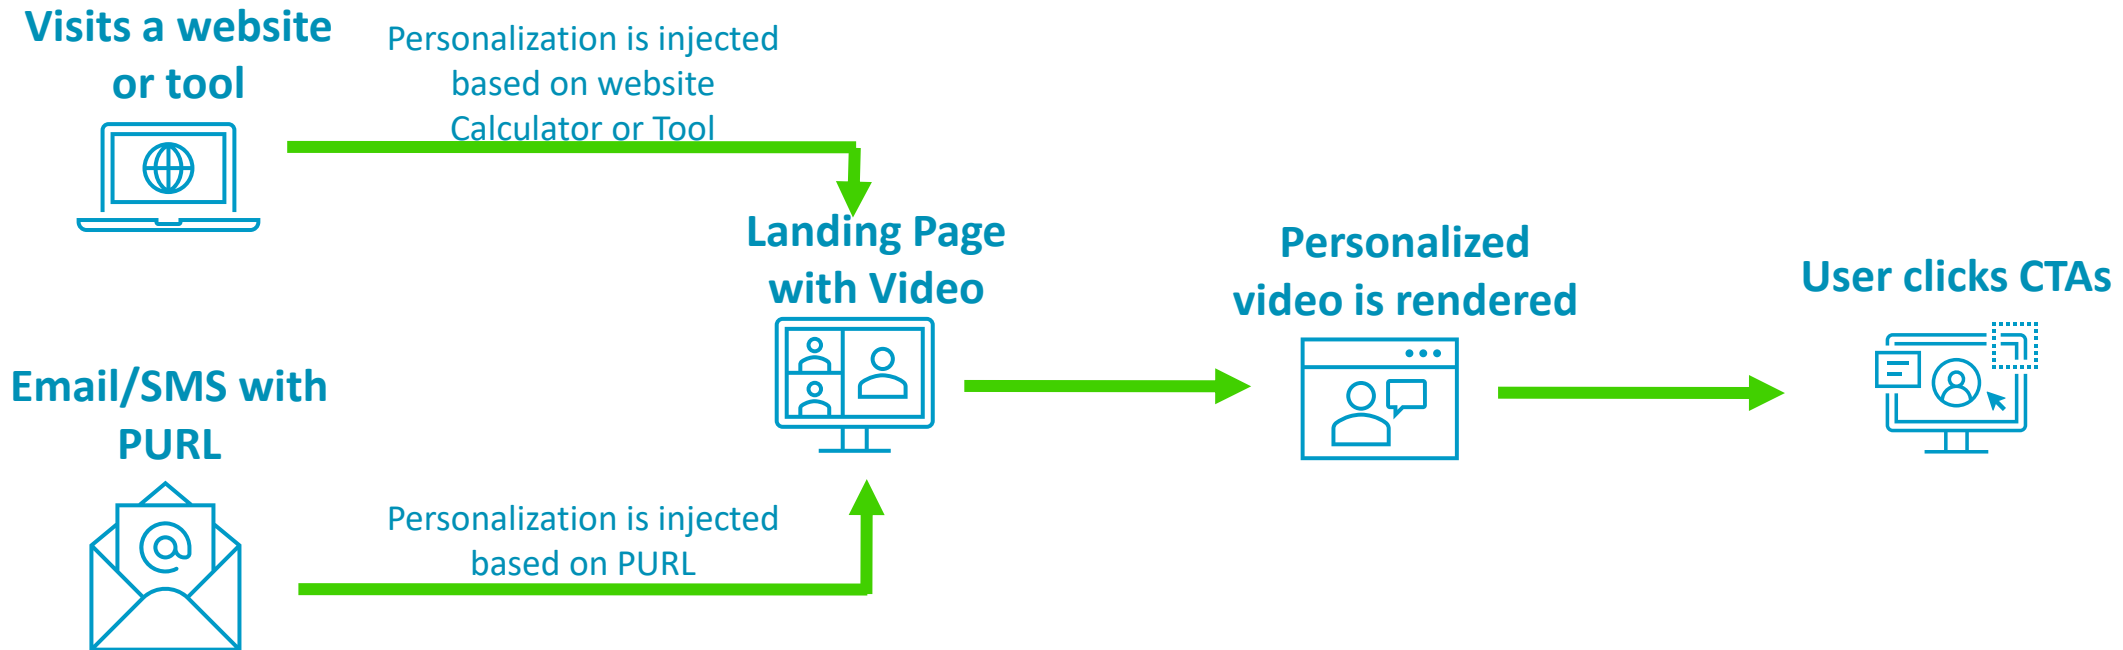 Visits a website
or tool
Personalization is injected
based on website
Calculator or Tool
Landing Page
with Video
Personalized
video is rendered
User clicks CTAs
Email/SMS with
PURL
@
Personalization is injected
based on PURL